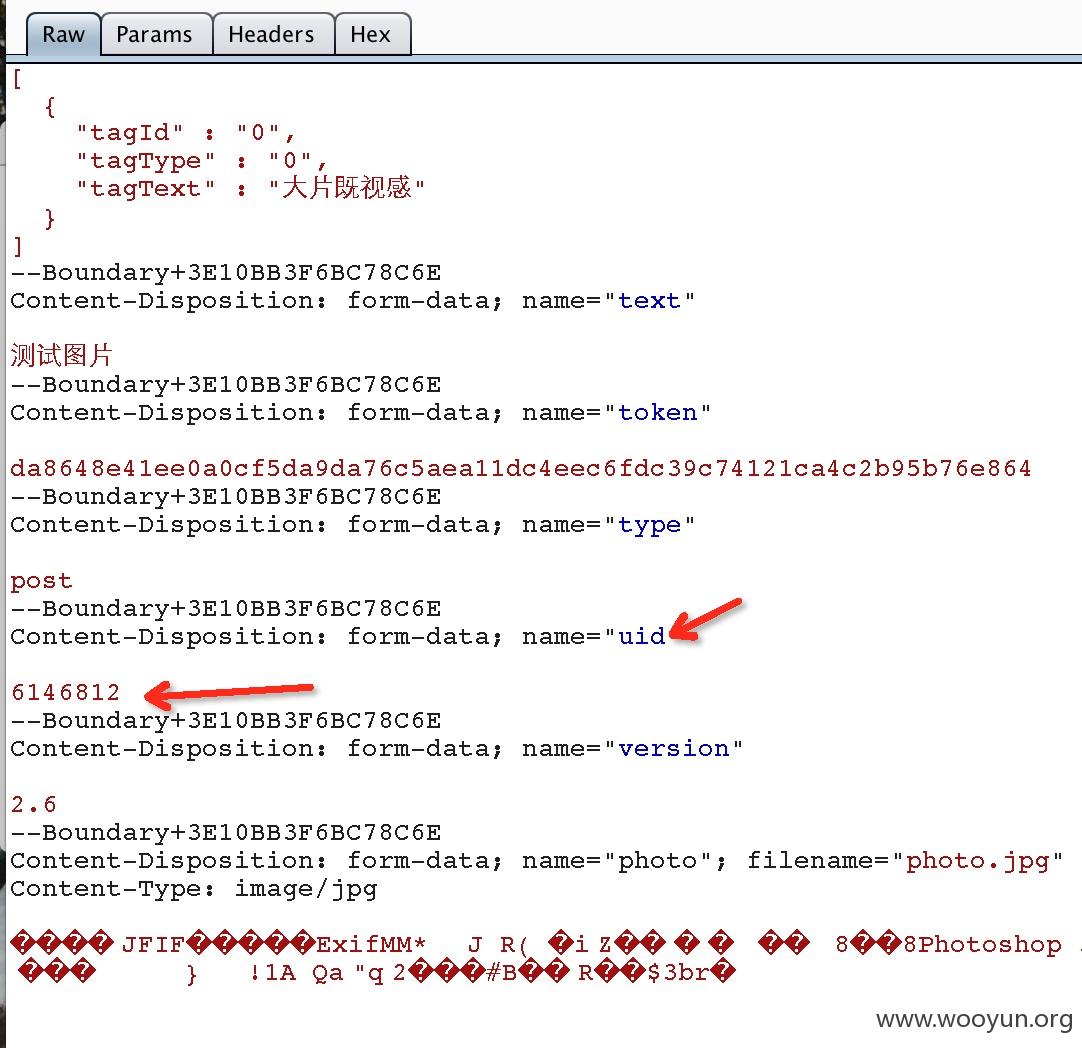 Raw Params Headers Hex
[
{
"tagId" : "0",
"tagType" : "0",
"tagText" : "大片既视感"
}
]
--Boundary+3E10BB3F6BC78C6E
Content-Disposition: form-data; name="text"
测试图片
--Boundary+3E10BB3F6BC78C6E
Content-Disposition: form-data; name="token"
da8648e41ee0a0cf5da9da76c5aea11dc4eec6fdc39c74121ca4c2b95b76e864
--Boundary+3E10BB3F6BC78C6E
Content-Disposition: form-data; name="type"
post
--Boundary+3E10BB3F6BC78C6E
Content-Disposition: form-data; name="uid
6146812
--Boundary+3E10BB3F6BC78C6E
Content-Disposition: form-data; name="version"
2.6
--Boundary+3E10BB3F6BC78C6E
Content-Disposition: form-data; name="photo"; filename="photo.jpg"
Content-Type: image/jpg
����JFIF�����ExifMM* J R( �i Z�� � � �� 8��8Photoshop
��� } !1A Qa "q 2���#B�� R��$3br�
www.wooyun.org